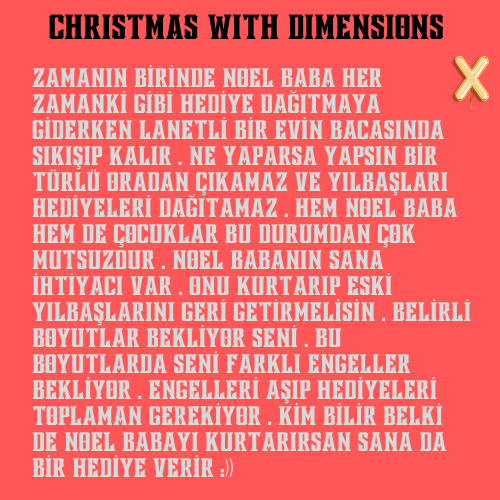 CHRISTMAS WITH DIMENSIONS
ZAMANIN BİRİNDE NOEL BABA HER
ZAMANKİ GİBİ HEDİYE DAĞITMAYA
GİDERKEN LANETLİ BİR EVİN BACASINDA
SIKIŞIP KALIR . NE YAPARSA YAPSIN BİR
TÜRLÜ ORADAN ÇIKAMAZ VE YILBAŞLARI
HEDİYELERİ DAĞITAMAZ . HEM NOEL BABA
HEM DE ÇOCUKLAR BU DURUMDAN ÇOK
MUTSUZDUR . NOEL BABANIN SANA
İHTİYACI VAR . ONU KURTARIP ESKİ
YILBAŞLARINI GERİ GETİRMELİSİN . BELİRLİ
BOYUTLAR BEKLİYOR SENİ . BU
BOYUTLARDA SENİ FARKLI ENGELLER
BEKLİYOR . ENGELLERİ AŞIP HEDİYELERİ
TOPLAMAN GEREKİYOR . KİM BİLİR BELKİ
DE NOEL BABAYI KURTARIRSAN SANA DA
BİR HEDİYE VERİR :))
X